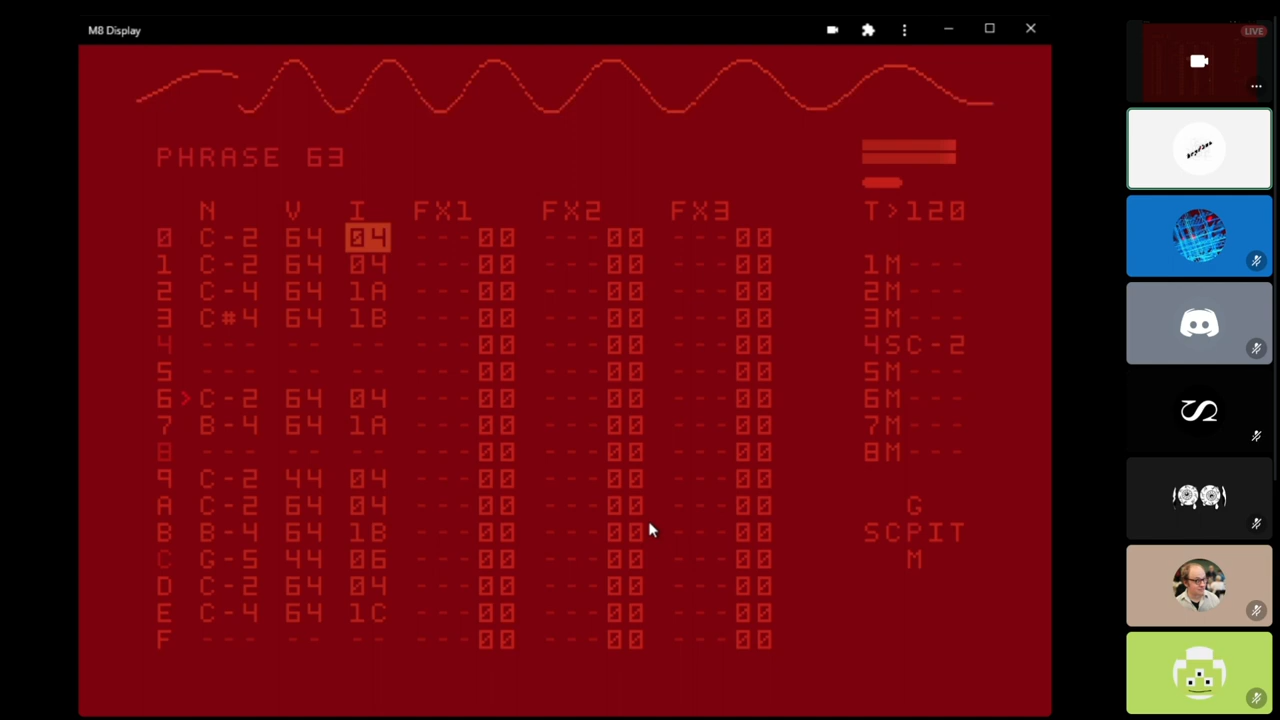 M8 Display
LIVE
PHRASE 63
N V I FX1 FX2 FX3 T>120
0 C-2 64 04 ---00 ---00 ---00
1 C-2 64 04 ---00 ---00 ---00 1M---
2 C-4 64 1A ---00 ---00 ---00 2M---
3 C#4 64 1B ---00 ---00 ---00 3M---
4 --- -- -- ---00 ---00 ---00 4SC-2
5 --- -- -- ---00 ---00 ---00 5M---
6 >C-2 64 04 ---00 ---00 ---00 6M---
7 B-4 64 1A ---00 ---00 ---00 7M---
8 --- -- -- ---00 ---00 ---00 8M---
9 C-2 44 04 ---00 ---00 ---00
A C-2 64 04 ---00 ---00 ---00 G
B B-4 64 1B ---00 ---00 ---00 SCPIT
C G-5 44 06 ---00 ---00 ---00 M
D C-2 64 04 ---00 ---00 ---00
E C-4 64 1C ---00 ---00 ---00
F --- -- -- ---00 ---00 ---00